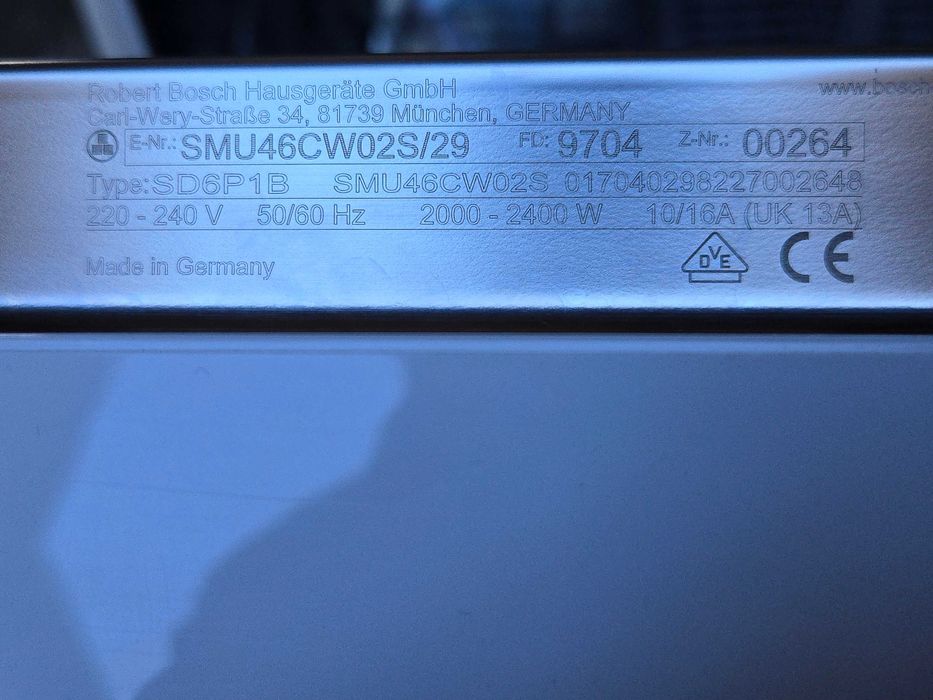 Robert Bosch Hausgeräte GmbH www.bosch-
Carl-Wery-Straße 34, 81739 München, GERMANY
E-Nr.: SMU46CW02S/29 FD: 9704 Z-Nr.: 00264
Type:SD6P1B SMU46CW02S 017040298227002648
220 - 240 V 50/60 Hz 2000 - 2400 W 10/16A (UK 13A)
Made in Germany DVE CE